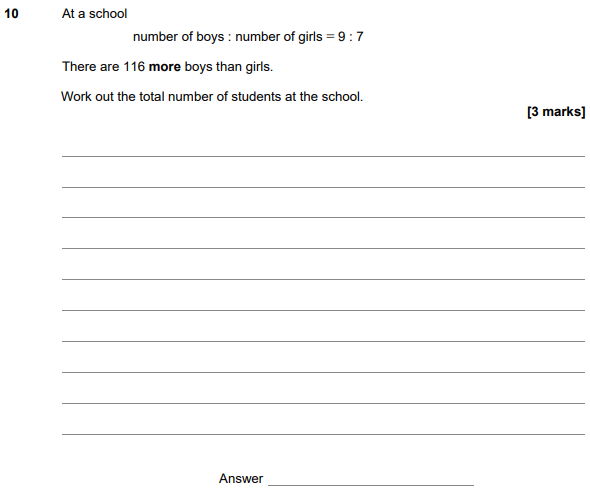 10 At a school
number of boys : number of girls = 9 : 7
There are 116 more boys than girls.
Work out the total number of students at the school.
[3 marks]
Answer